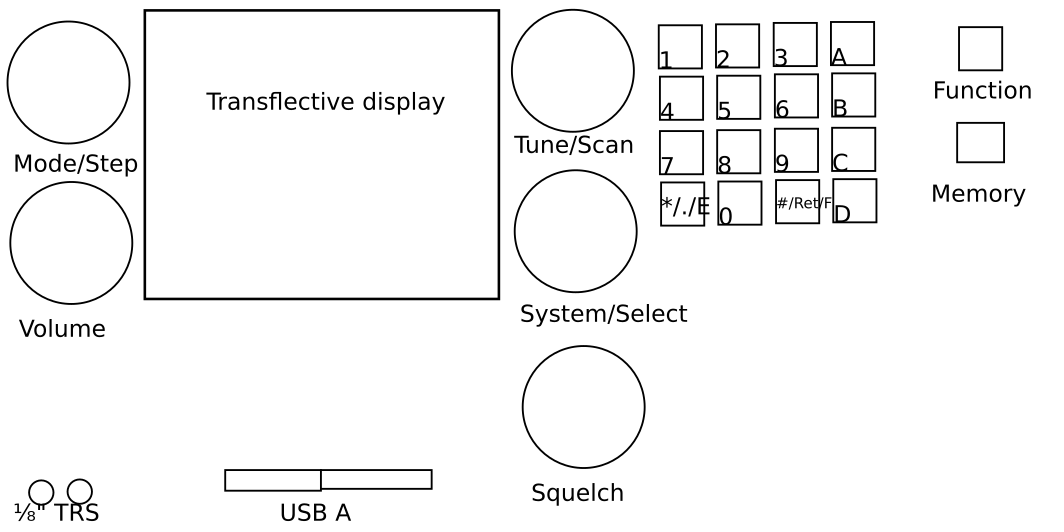 Transflective display
Mode/Step
Volume
Tune/Scan
System/Select
Squelch
1 2 3 A
4 5 6 B
7 8 9 C
*/./E 0 #/Ret/F D
Function
Memory
⅛" TRS
USB A